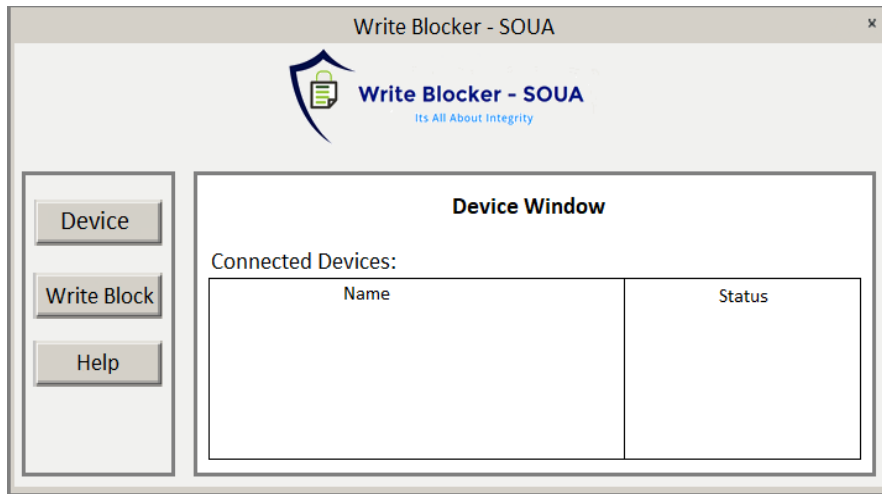 Write Blocker - SOUA x
Write Blocker - SOUA
Its All About Integrity
Device
Write Block
Help
Device Window
Connected Devices:
Name Status